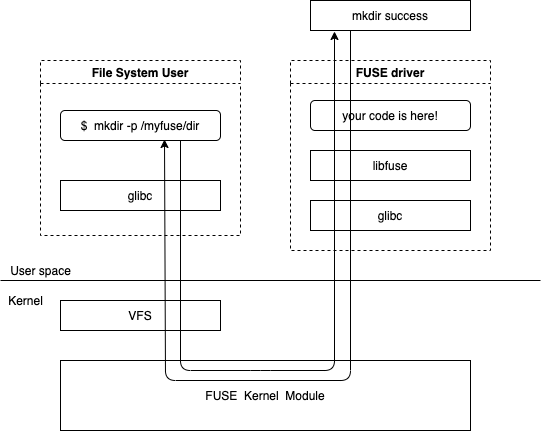 mkdir success
File System User
FUSE driver
$ mkdir -p /myfuse/dir
your code is here!
libfuse
glibc
glibc
User space
Kernel
VFS
FUSE Kernel Module